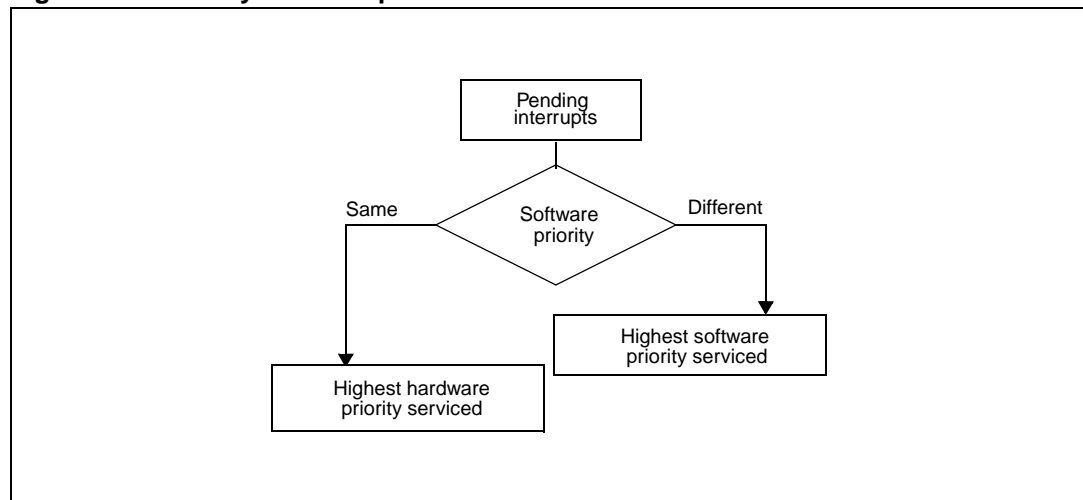 Pending
interrupts
Same
Software
priority
Different
Highest software
priority serviced
Highest hardware
priority serviced